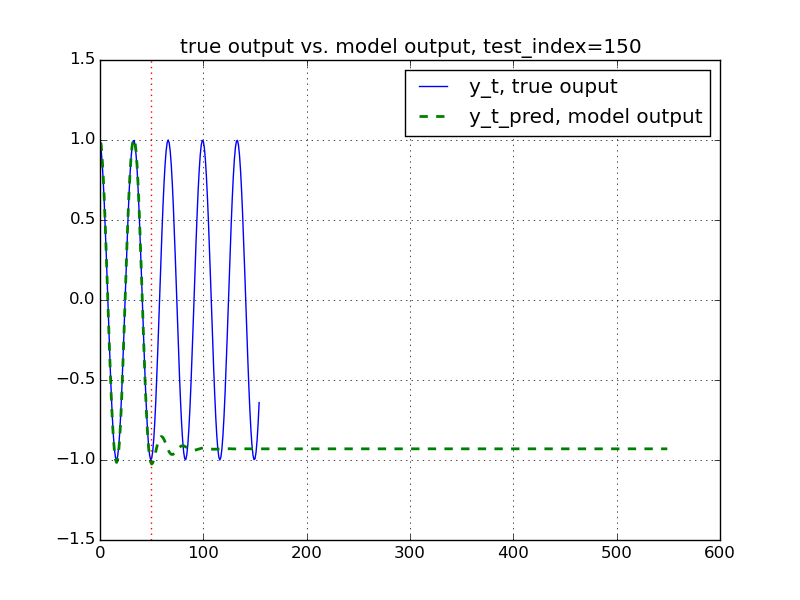 true output vs. model output, test_index=150
y_t, true ouput
y_t_pred, model output
1.5
1.0
0.5
0.0
−0.5
−1.0
−1.5
0 100 200 300 400 500 600